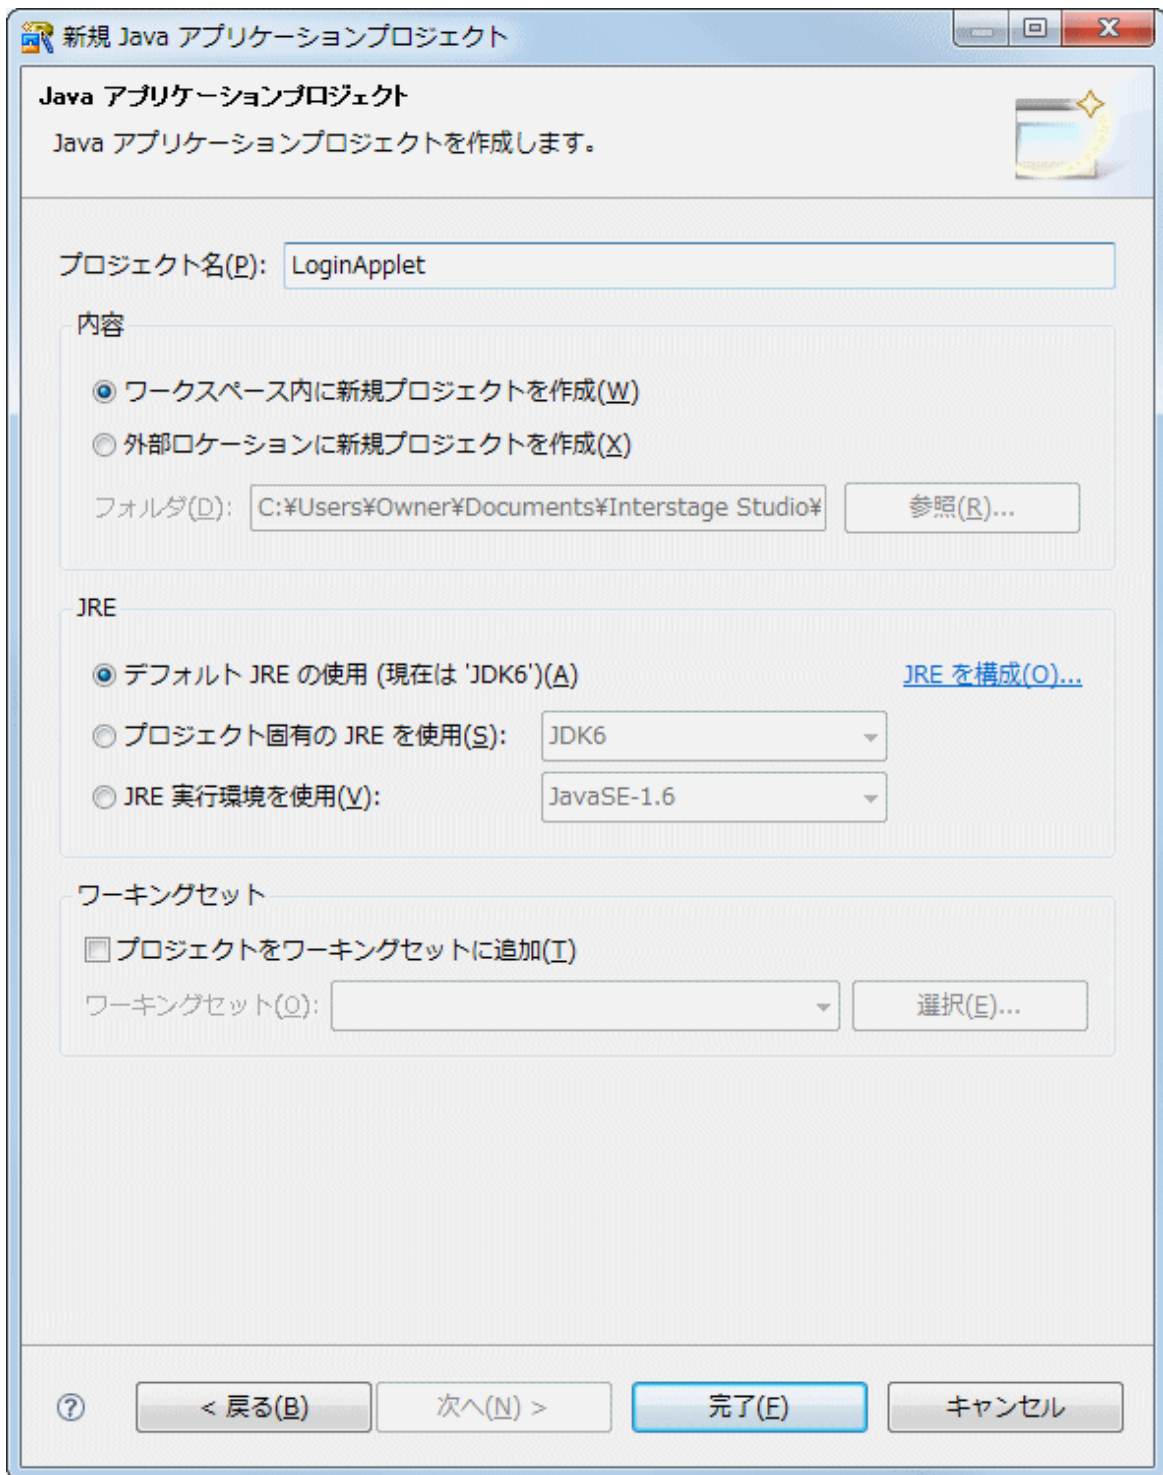 新規 Java アプリケーションプロジェクト
Java アプリケーションプロジェクト
Java アプリケーションプロジェクトを作成します。
プロジェクト名(P): LoginApplet
内容
ワークスペース内に新規プロジェクトを作成(W)
外部ロケーションに新規プロジェクトを作成(X)
フォルダ(D): C:¥Users¥Owner¥Documents¥Interstage Studio¥ 参照(R)...
JRE
デフォルト JRE の使用 (現在は 'JDK6')(A) JRE を構成(O)...
プロジェクト固有の JRE を使用(S): JDK6
JRE 実行環境を使用(V): JavaSE-1.6
ワーキングセット
プロジェクトをワーキングセットに追加(T)
ワーキングセット(O): 選択(E)...
< 戻る(B) 次へ(N) > 完了(F) キャンセル